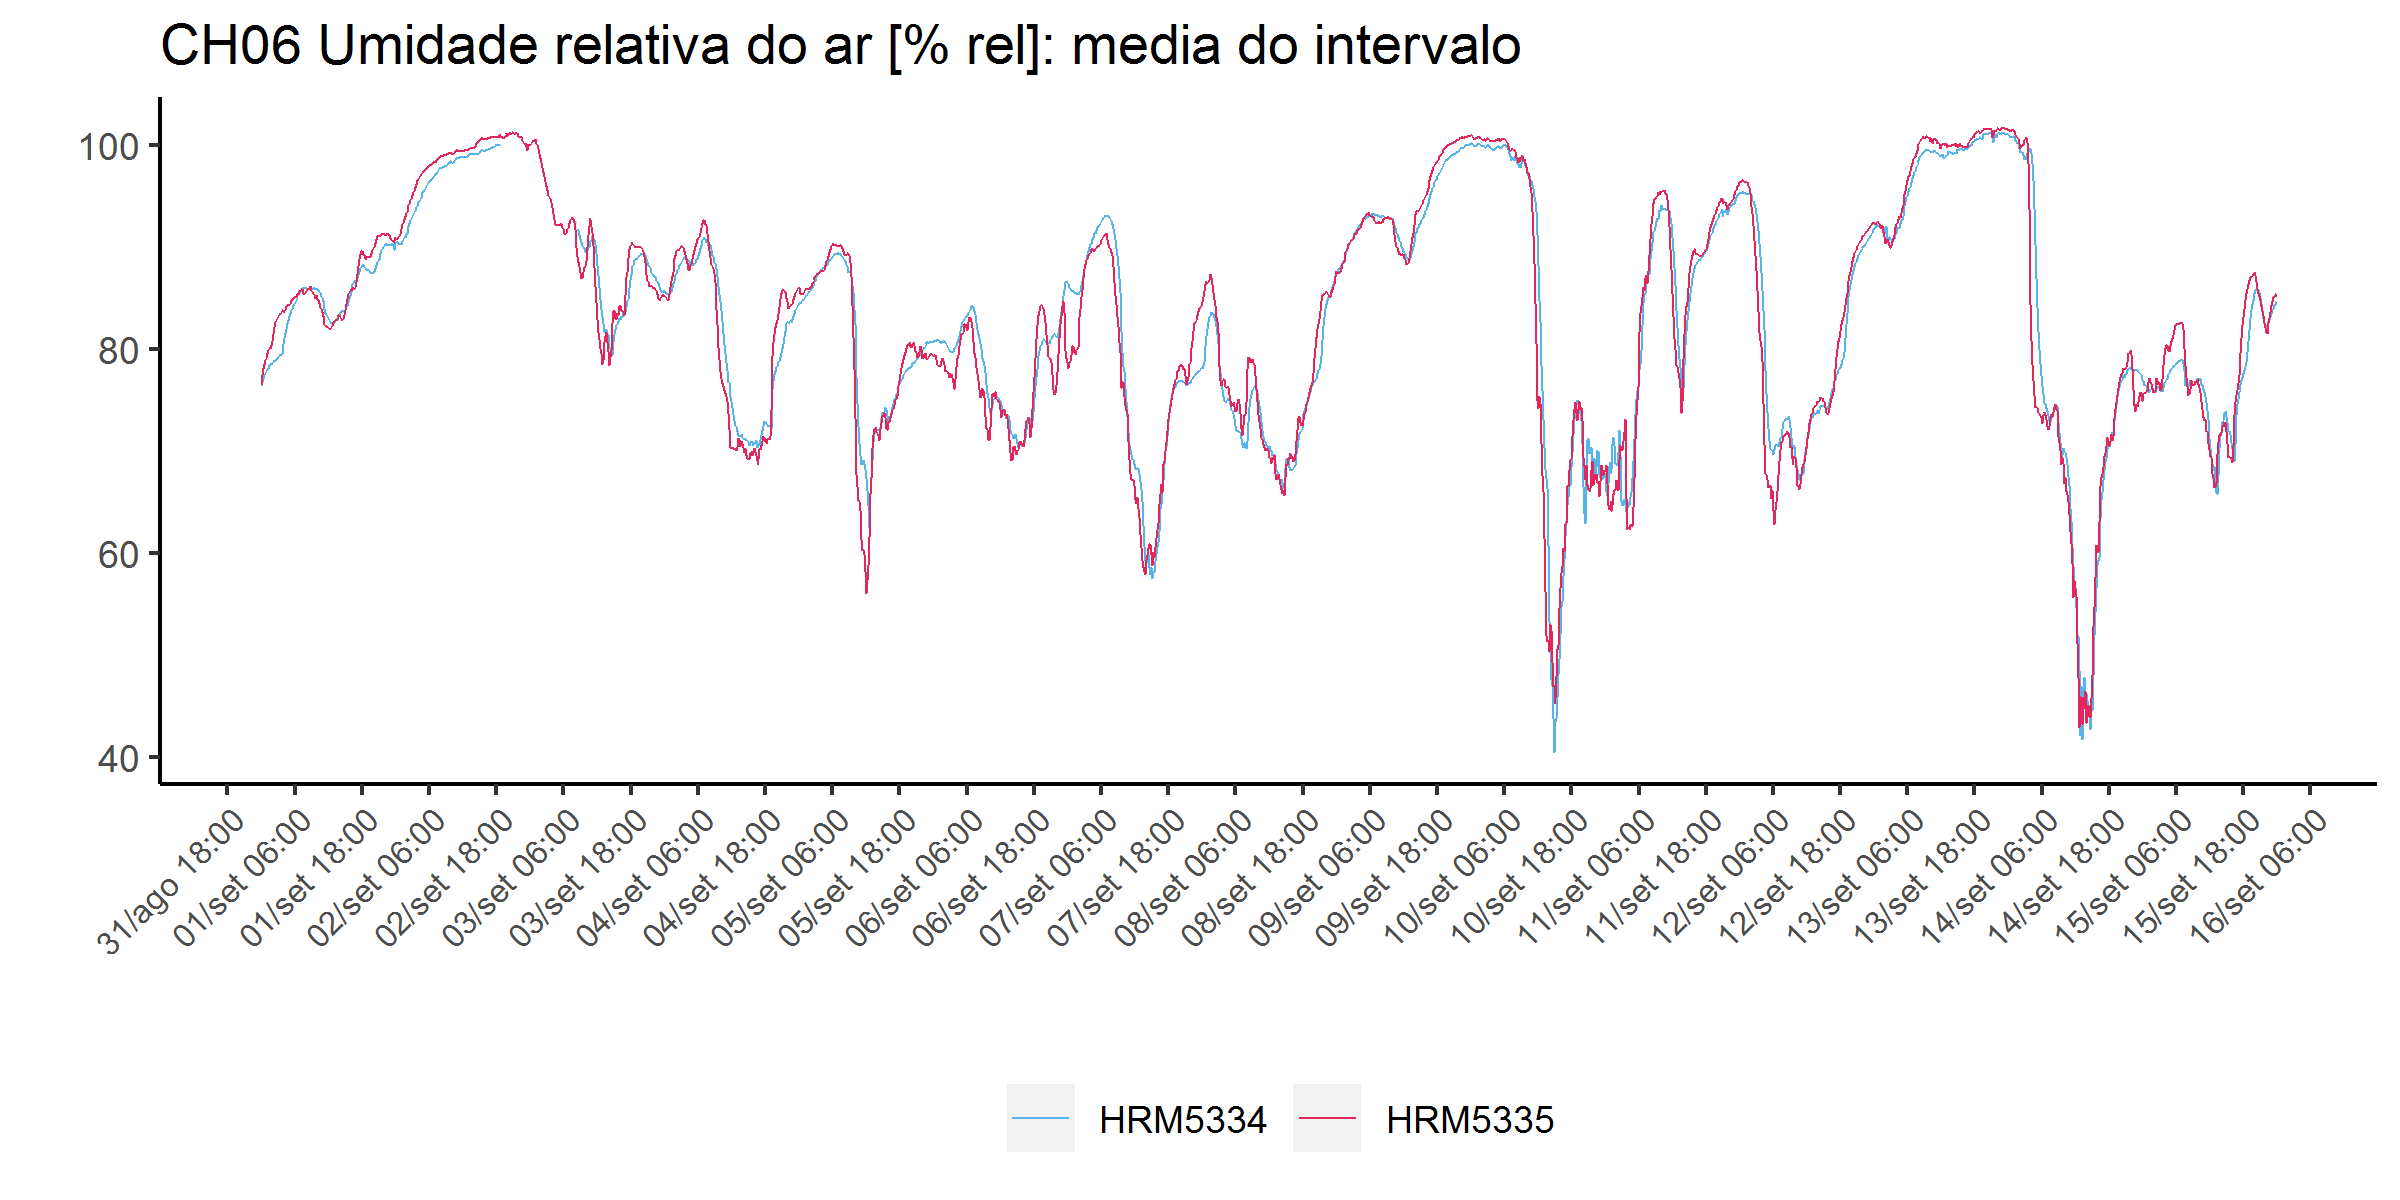 CH06 Umidade relativa do ar [% rel]: media do intervalo
100
80
60
40
31/ago 18:00
01/set 06:00
01/set 18:00
02/set 06:00
02/set 18:00
03/set 06:00
03/set 18:00
04/set 06:00
04/set 18:00
05/set 06:00
05/set 18:00
06/set 06:00
06/set 18:00
07/set 06:00
07/set 18:00
08/set 06:00
08/set 18:00
09/set 06:00
09/set 18:00
10/set 06:00
10/set 18:00
11/set 06:00
11/set 18:00
12/set 06:00
12/set 18:00
13/set 06:00
13/set 18:00
14/set 06:00
14/set 18:00
15/set 06:00
15/set 18:00
16/set 06:00
HRM5334
HRM5335